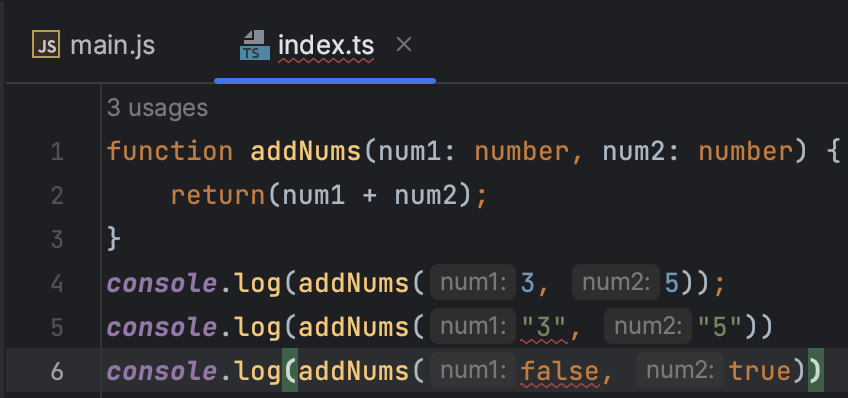 JS main.js TS index.ts ×
3 usages
1 function addNums(num1: number, num2: number) {
2 return(num1 + num2);
3 }
4 console.log(addNums( num1: 3, num2: 5));
5 console.log(addNums( num1: "3", num2: "5"))
6 console.log(addNums( num1: false, num2: true))